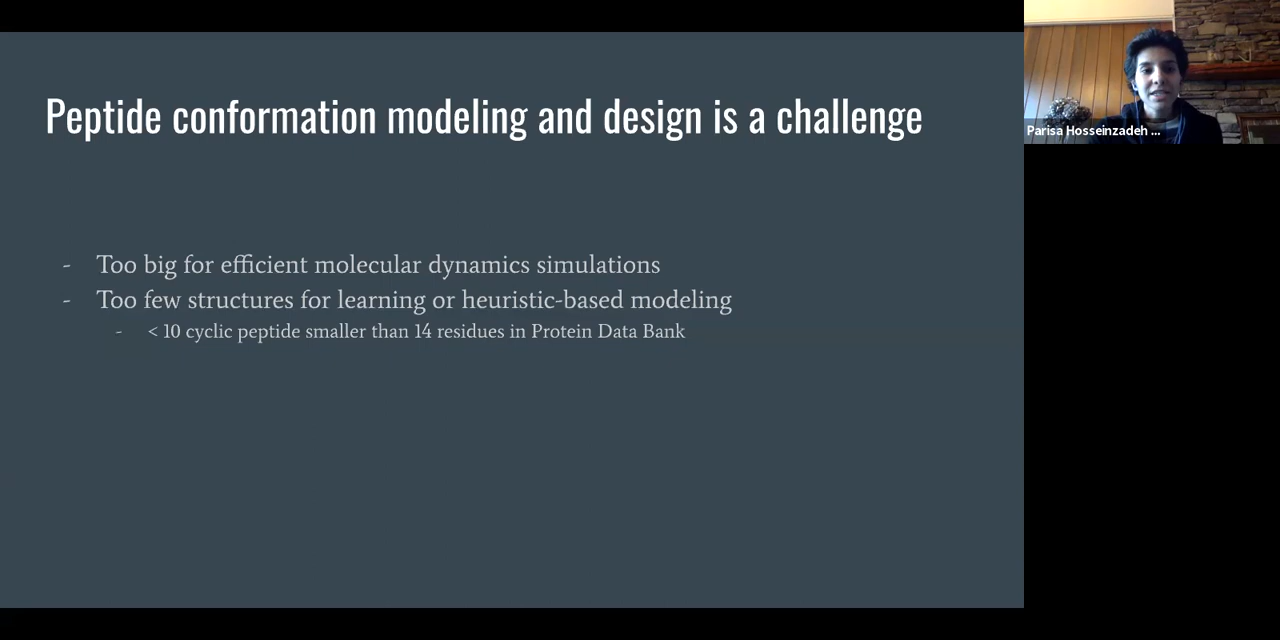 Peptide conformation modeling and design is a challenge
- Too big for efficient molecular dynamics simulations
- Too few structures for learning or heuristic-based modeling
- < 10 cyclic peptide smaller than 14 residues in Protein Data Bank
Parisa Hosseinzadeh ...